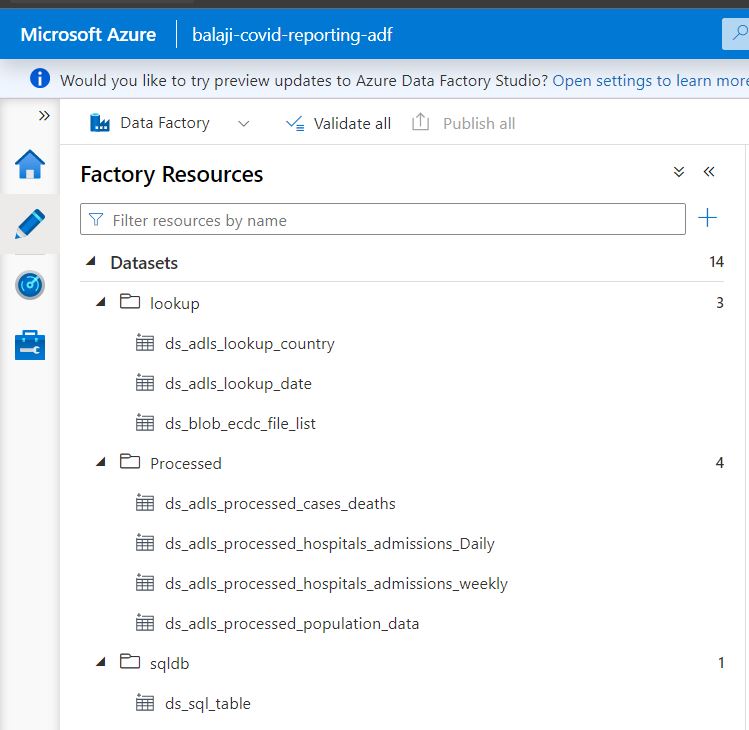 Microsoft Azure balaji-covid-reporting-adf
Would you like to try preview updates to Azure Data Factory Studio? Open settings to learn more
Data Factory Validate all Publish all
Factory Resources
Filter resources by name
Datasets 14
lookup 3
ds_adls_lookup_country
ds_adls_lookup_date
ds_blob_ecdc_file_list
Processed 4
ds_adls_processed_cases_deaths
ds_adls_processed_hospitals_admissions_Daily
ds_adls_processed_hospitals_admissions_weekly
ds_adls_processed_population_data
sqldb 1
ds_sql_table